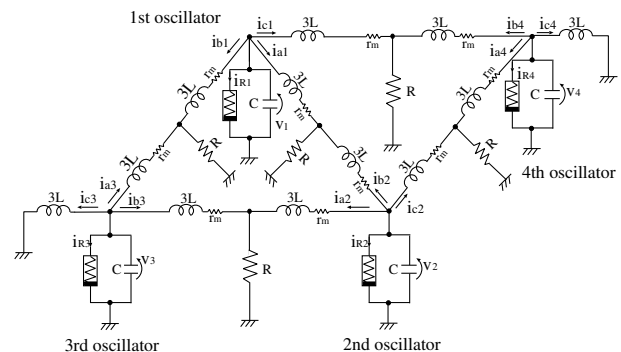 1st oscillator
ic1
3L
rm
3L
rm
ib4
ic4
3L
ib1
ia1
ia4
rm
3L
iR1
C
v1
3L
rm
R
3L
rm
iR4
C
v4
R
R
R
4th oscillator
3L
rm
ia3
3L
rm
ib2
3L
rm
ic2
3L
ic3
ib3
3L
rm
3L
rm
ia2
iR3
C
v3
R
iR2
C
v2
3rd oscillator
2nd oscillator